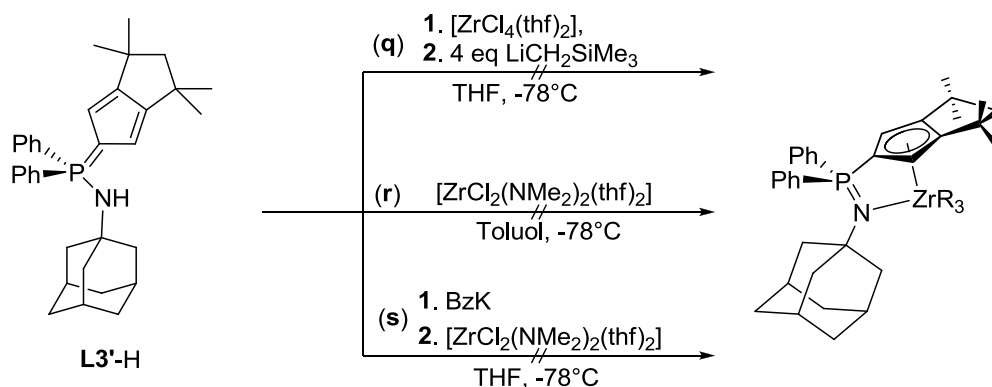 (q) 1. [ZrCl4(thf)2],
2. 4 eq LiCH2SiMe3
THF, -78°C
Ph
Ph
P
NH
L3'-H
(r) [ZrCl2(NMe2)2(thf)2]
Toluol, -78°C
(s) 1. BzK
2. [ZrCl2(NMe2)2(thf)2]
THF, -78°C
Ph
Ph
P
N
ZrR3